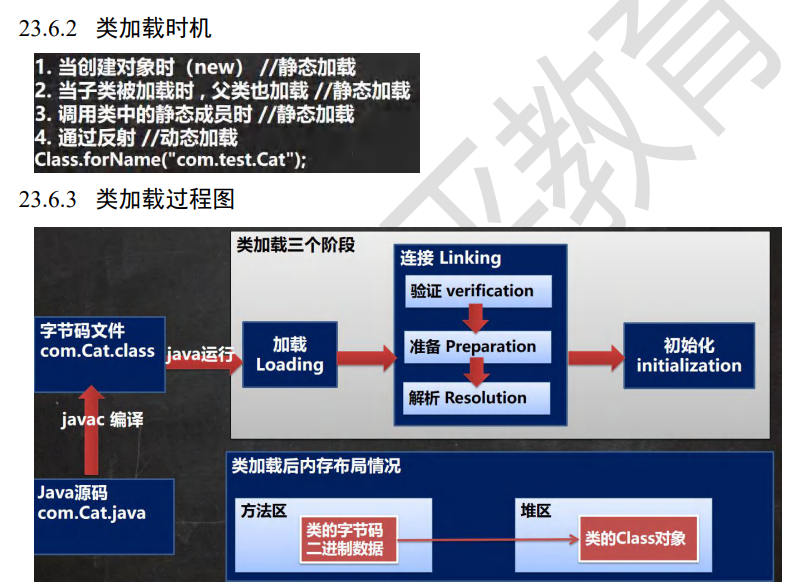 23.6.2 类加载时机
1. 当创建对象时（new） //静态加载
2. 当子类被加载时，父类也加载 //静态加载
3. 调用类中的静态成员时 //静态加载
4. 通过反射 //动态加载
Class.forName("com.test.Cat");
23.6.3 类加载过程图
类加载三个阶段
连接 Linking
验证 verification
准备 Preparation
解析 Resolution
字节码文件
com.Cat.class
java运行
加载
Loading
初始化
initialization
javac 编译
Java源码
com.Cat.java
类加载后内存布局情况
方法区
类的字节码
二进制数据
堆区
类的Class对象
教育